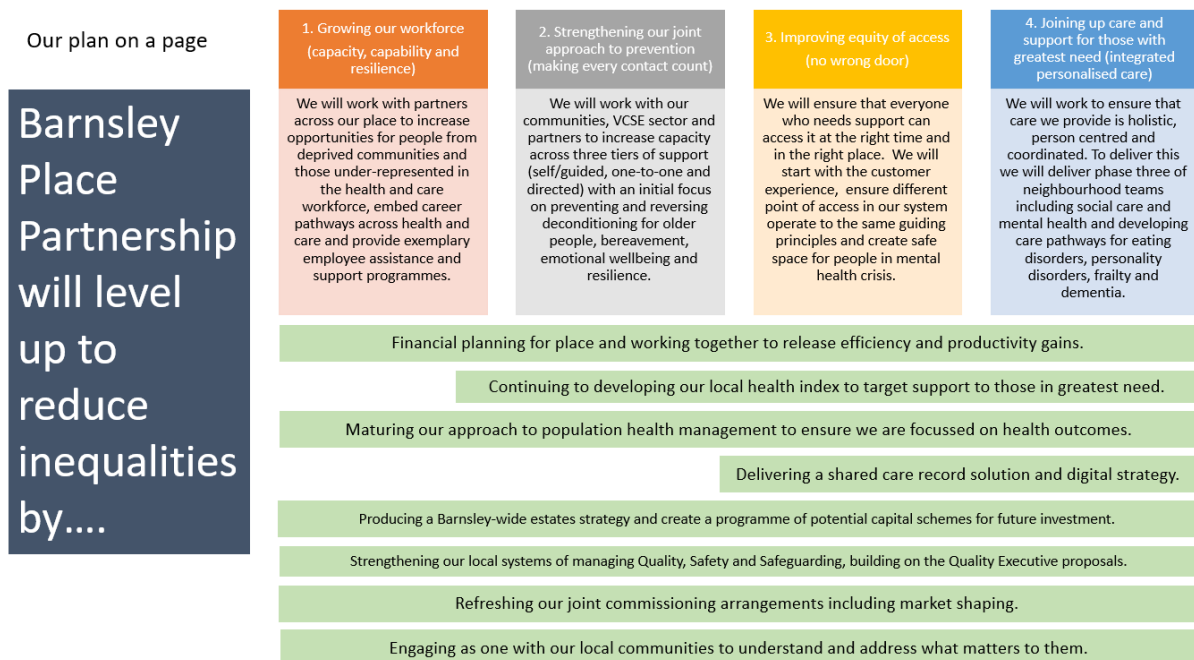 Our plan on a page
Barnsley
Place
Partnership
will level
up to
reduce
inequalities
by....
1. Growing our workforce
(capacity, capability and
resilience)
We will work with partners
across our place to increase
opportunities for people from
deprived communities and
those under-represented in
the health and care
workforce, embed career
pathways across health and
care and provide exemplary
employee assistance and
support programmes.
2. Strengthening our joint
approach to prevention
(making every contact count)
We will work with our
communities, VCSE sector and
partners to increase capacity
across three tiers of support
(self/guided, one-to-one and
directed) with an initial focus
on preventing and reversing
deconditioning for older
people, bereavement,
emotional wellbeing and
resilience.
3. Improving equity of access
(no wrong door)
We will ensure that everyone
who needs support can
access it at the right time and
in the right place. We will
start with the customer
experience, ensure different
point of access in our system
operate to the same guiding
principles and create safe
space for people in mental
health crisis.
4. Joining up care and
support for those with
greatest need (integrated
personalised care)
We will work to ensure that
care we provide is holistic,
person centred and
coordinated. To deliver this
we will deliver phase three of
neighbourhood teams
including social care and
mental health and developing
care pathways for eating
disorders, personality
disorders, frailty and
dementia.
Financial planning for place and working together to release efficiency and productivity gains.
Continuing to developing our local health index to target support to those in greatest need.
Maturing our approach to population health management to ensure we are focussed on health outcomes.
Delivering a shared care record solution and digital strategy.
Producing a Barnsley-wide estates strategy and create a programme of potential capital schemes for future investment.
Strengthening our local systems of managing Quality, Safety and Safeguarding, building on the Quality Executive proposals.
Refreshing our joint commissioning arrangements including market shaping.
Engaging as one with our local communities to understand and address what matters to them.